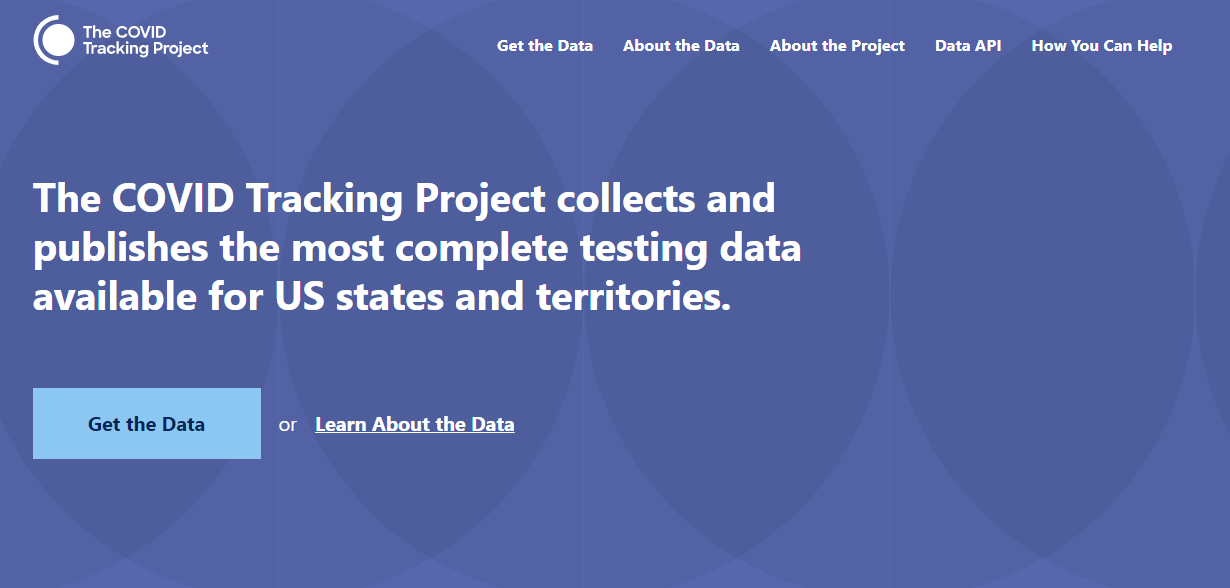 The COVID
Tracking Project
Get the Data
About the Data
About the Project
Data API
How You Can Help
The COVID Tracking Project collects and
publishes the most complete testing data
available for US states and territories.
Get the Data
or
Learn About the Data